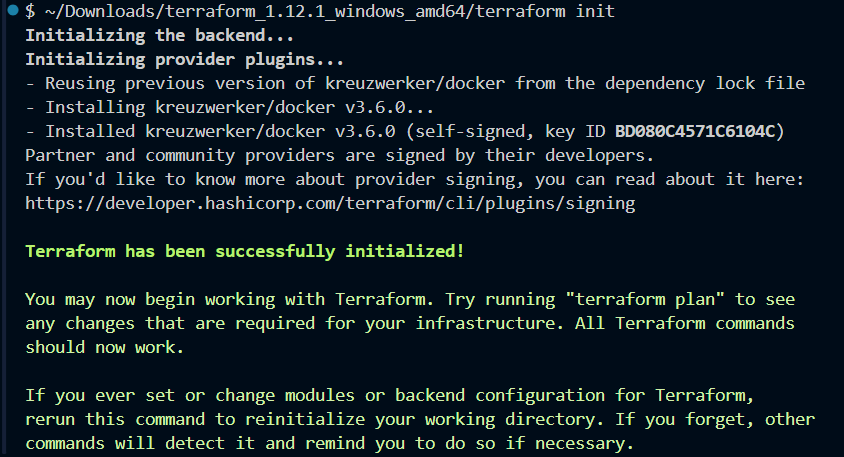 $ ~/Downloads/terraform_1.12.1_windows_amd64/terraform init
Initializing the backend...
Initializing provider plugins...
- Reusing previous version of kreuzwerker/docker from the dependency lock file
- Installing kreuzwerker/docker v3.6.0...
- Installed kreuzwerker/docker v3.6.0 (self-signed, key ID BD080C4571C6104C)
Partner and community providers are signed by their developers.
If you'd like to know more about provider signing, you can read about it here:
https://developer.hashicorp.com/terraform/cli/plugins/signing
Terraform has been successfully initialized!
You may now begin working with Terraform. Try running "terraform plan" to see
any changes that are required for your infrastructure. All Terraform commands
should now work.
If you ever set or change modules or backend configuration for Terraform,
rerun this command to reinitialize your working directory. If you forget, other
commands will detect it and remind you to do so if necessary.